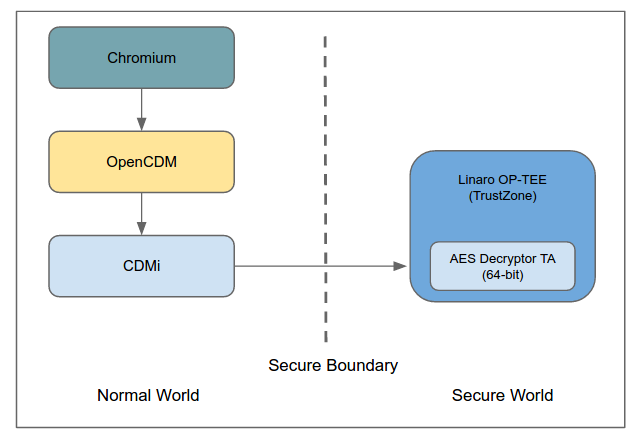 Chromium
OpenCDM
CDMi
Linaro OP-TEE
(TrustZone)
AES Decryptor TA
(64-bit)
Secure Boundary
Normal World
Secure World